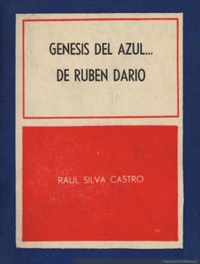 GENESIS DEL AZUL...
DE RUBEN DARIO
RAUL SILVA CASTRO